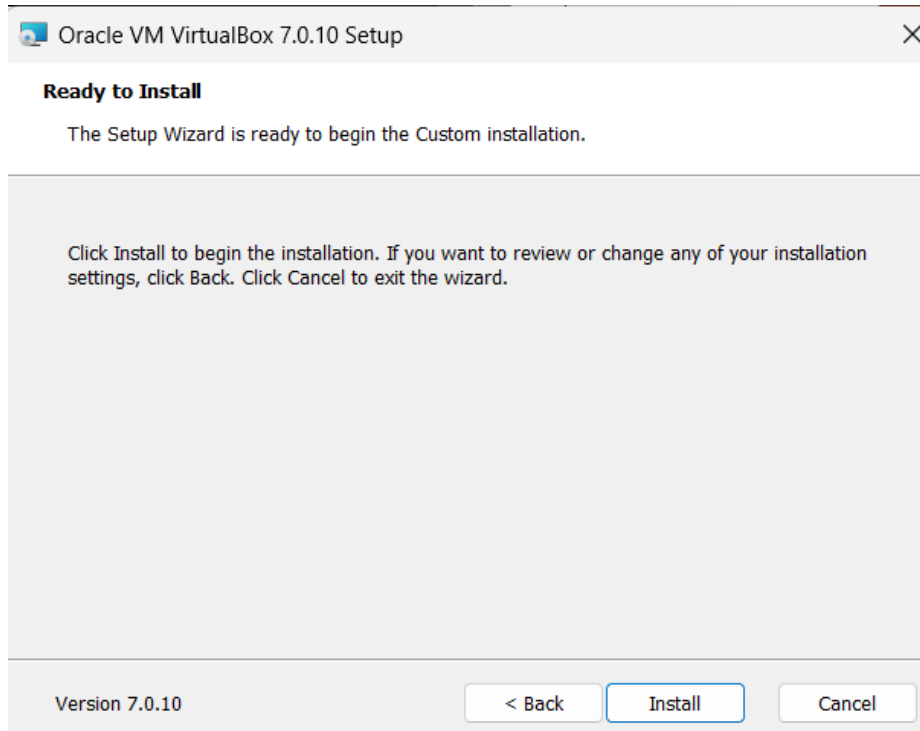 Oracle VM VirtualBox 7.0.10 Setup
Ready to Install
The Setup Wizard is ready to begin the Custom installation.
Click Install to begin the installation. If you want to review or change any of your installation
settings, click Back. Click Cancel to exit the wizard.
Version 7.0.10
< Back
Install
Cancel